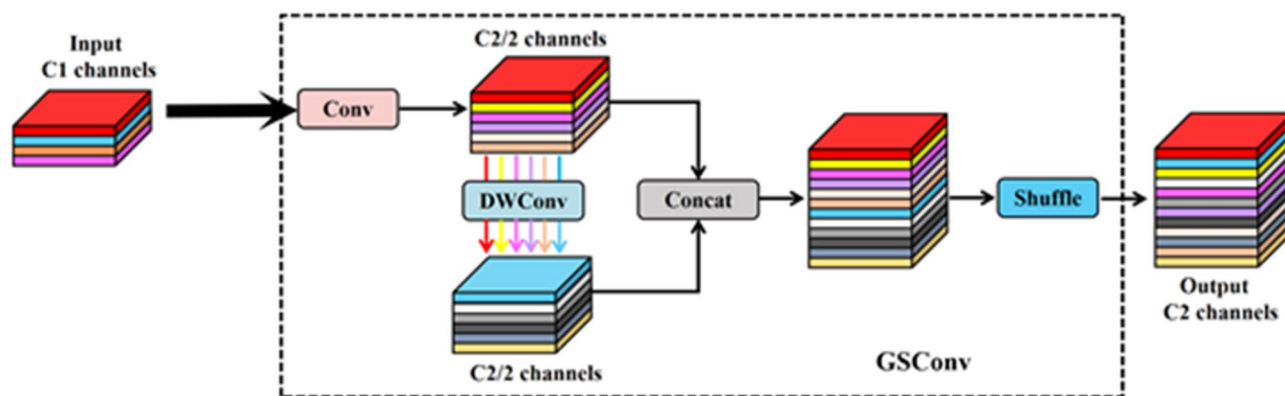 Input
C1 channels
Conv
C2/2 channels
DWConv
C2/2 channels
Concat
Shuffle
GSConv
Output
C2 channels